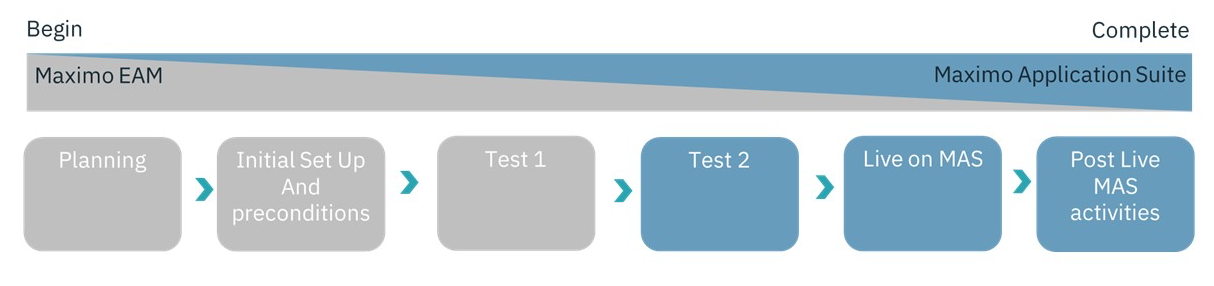 Begin
Complete
Maximo EAM
Maximo Application Suite
Planning
Initial Set Up
And
preconditions
Test 1
Test 2
Live on MAS
Post Live
MAS
activities